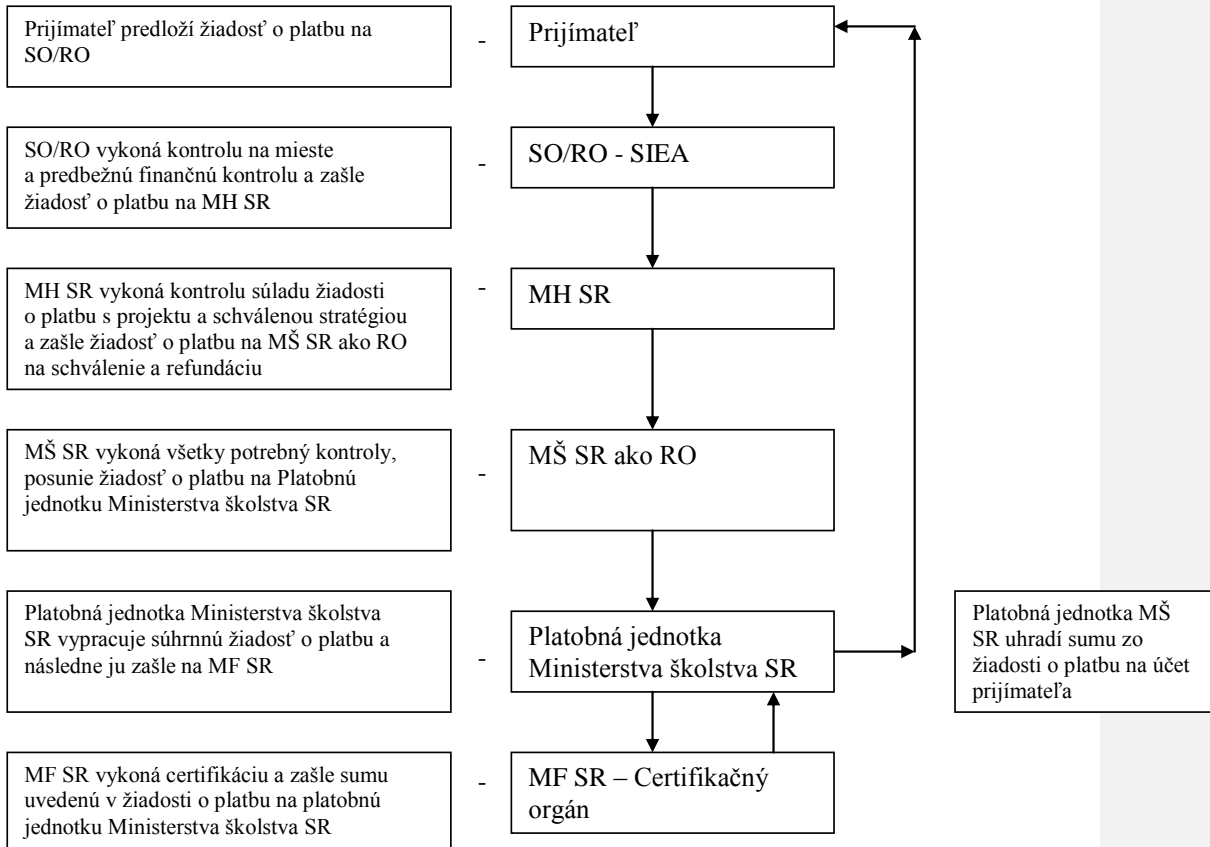 Prijímateľ predloží žiadosť o platbu na
SO/RO
-
Prijímateľ
SO/RO vykoná kontrolu na mieste
a predbežnú finančnú kontrolu a zašle
žiadosť o platbu na MH SR
-
SO/RO - SIEA
MH SR vykoná kontrolu súladu žiadosti
o platbu s projektu a schválenou stratégiou
a zašle žiadosť o platbu na MŠ SR ako RO
na schválenie a refundáciu
-
MH SR
MŠ SR vykoná všetky potrebný kontroly,
posunie žiadosť o platbu na Platobnú
jednotku Ministerstva školstva SR
-
MŠ SR ako RO
Platobná jednotka Ministerstva školstva
SR vypracuje súhrnnú žiadosť o platbu a
následne ju zašle na MF SR
-
Platobná jednotka
Ministerstva školstva SR
Platobná jednotka MŠ
SR uhradí sumu zo
žiadosti o platbu na účet
prijímateľa
MF SR vykoná certifikáciu a zašle sumu
uvedenú v žiadosti o platbu na platobnú
jednotku Ministerstva školstva SR
-
MF SR – Certifikačný
orgán